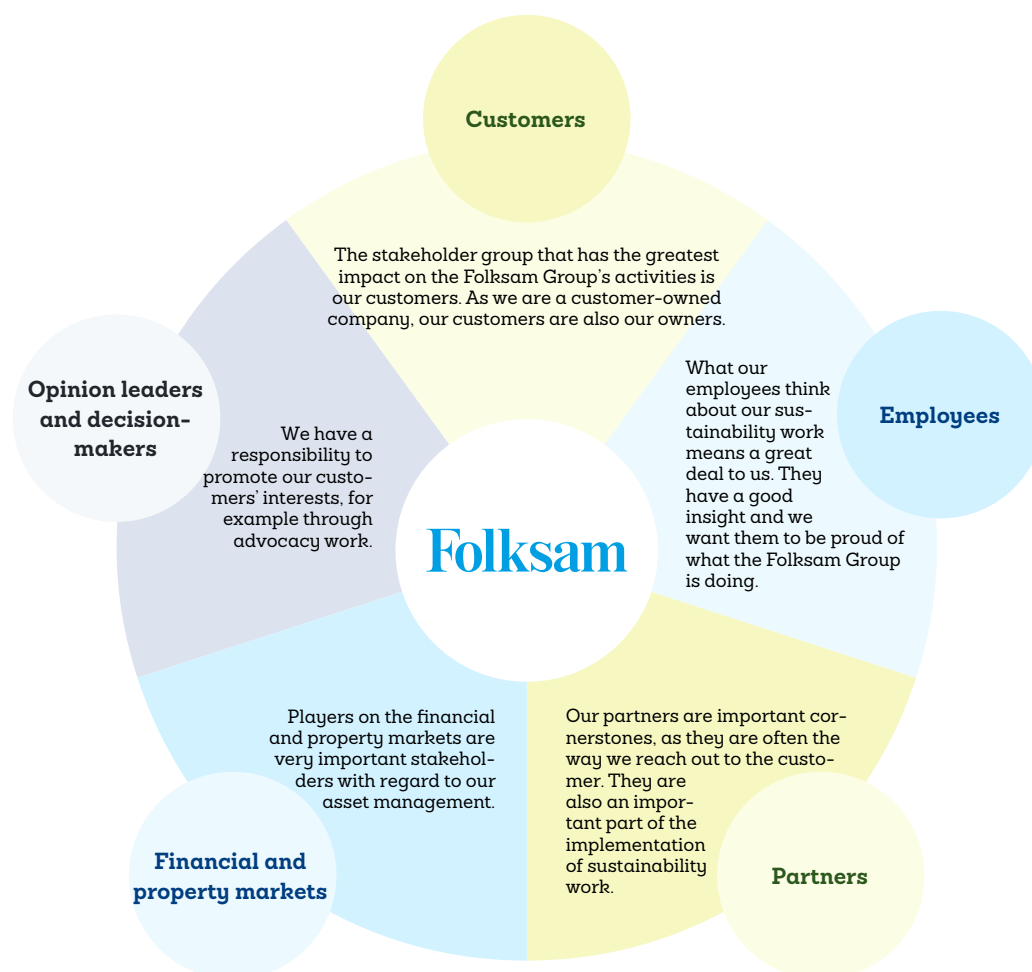 Customers
The stakeholder group that has the greatest
impact on the Folksam Group's activities is
our customers. As we are a customer-owned
company, our customers are also our owners.
Employees
What our
employees think
about our sus-
tainability work
means a great
deal to us. They
have a good
insight and we
want them to be proud of
what the Folksam Group
is doing.
Opinion leaders
and decision-
makers
We have a
responsibility to
promote our custo-
mers' interests, for
example through
advocacy work.
Folksam
Players on the financial
and property markets are
very important stakehol-
ders with regard to our
asset management.
Financial and
property markets
Our partners are important cor-
nerstones, as they are often the
way we reach out to the custo-
mer. They are
also an impor-
tant part of the
implementation
of sustainability
work.
Partners